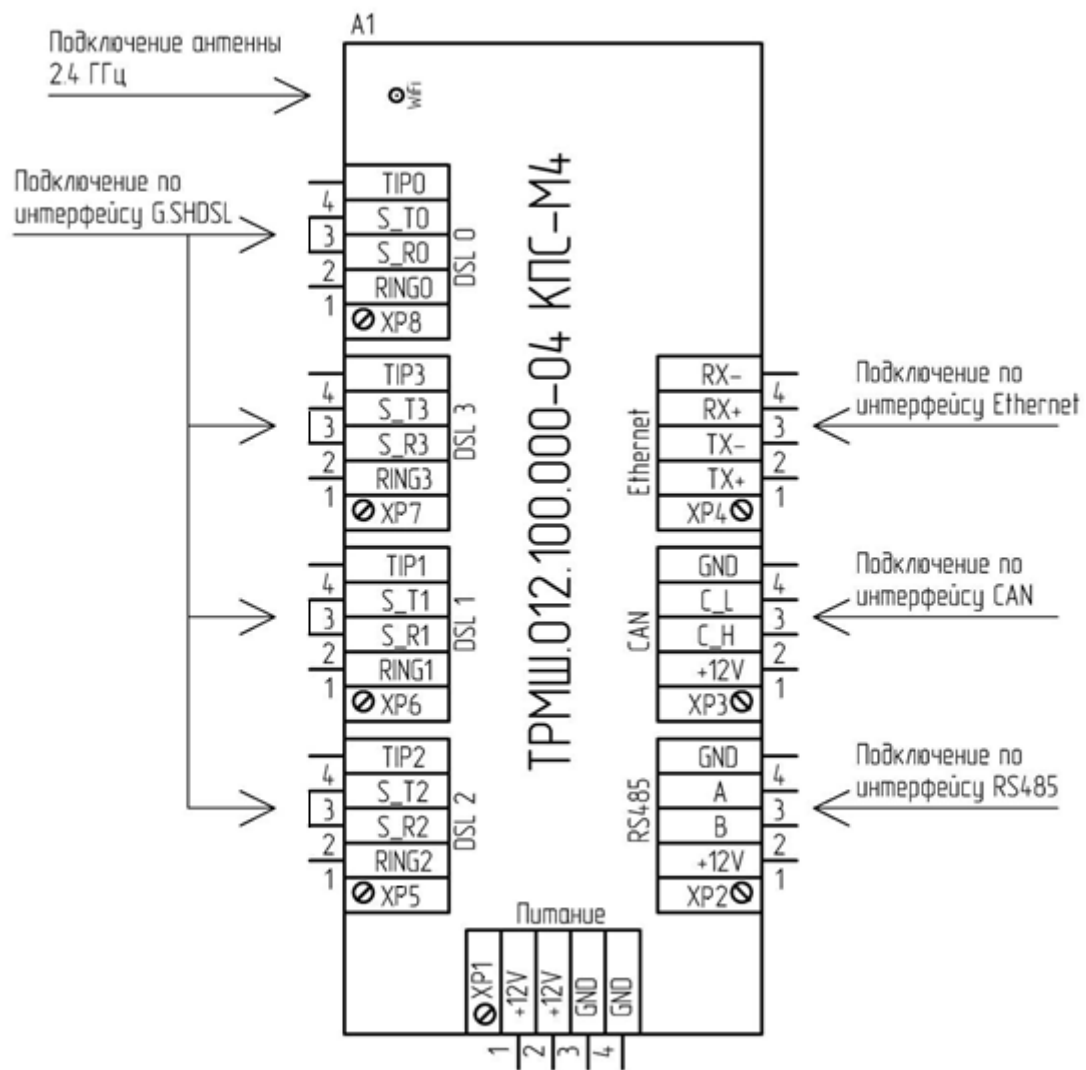 A1
Подключение антенны
2.4 ГГц
WiFi
Подключение по
интерфейсу G.SHDSL
ТРМШ.012.100.000-04 КПС-М4
TIP0
4
S_T0
3
S_R0
2
RING0
1
XP8
DSL 0
TIP3
4
S_T3
3
S_R3
2
RING3
1
XP7
DSL 3
TIP1
4
S_T1
3
S_R1
2
RING1
1
XP6
DSL 1
TIP2
4
S_T2
3
S_R2
2
RING2
1
XP5
DSL 2
Ethernet
RX-
4
RX+
3
TX-
2
TX+
1
XP4
Подключение по
интерфейсу Ethernet
CAN
GND
4
C_L
3
C_H
2
+12V
1
XP3
Подключение по
интерфейсу CAN
RS485
GND
4
A
3
B
2
+12V
1
XP2
Подключение по
интерфейсу RS485
Питание
XP1
+12V
+12V
GND
GND
1
2
3
4